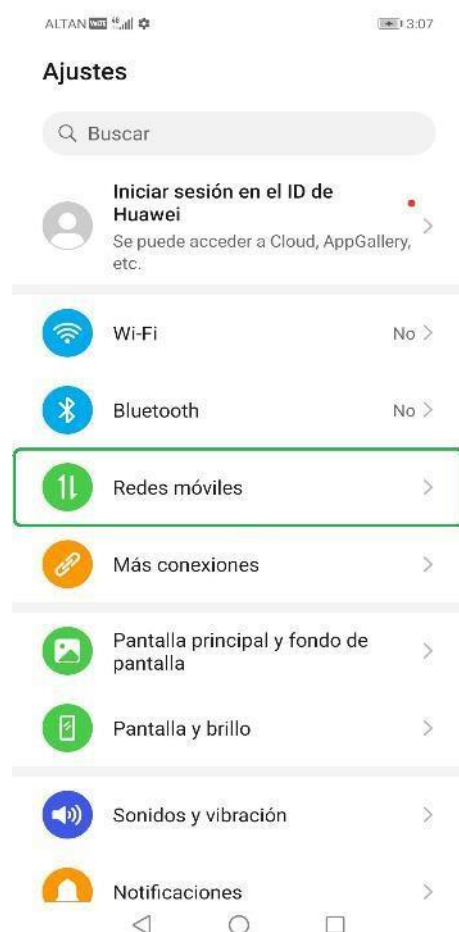 ALTAN 3:07
Ajustes
Buscar
Iniciar sesión en el ID de
Huawei
Se puede acceder a Cloud, AppGallery,
etc.
Wi-Fi No
Bluetooth No
Redes móviles
Más conexiones
Pantalla principal y fondo de
pantalla
Pantalla y brillo
Sonidos y vibración
Notificaciones